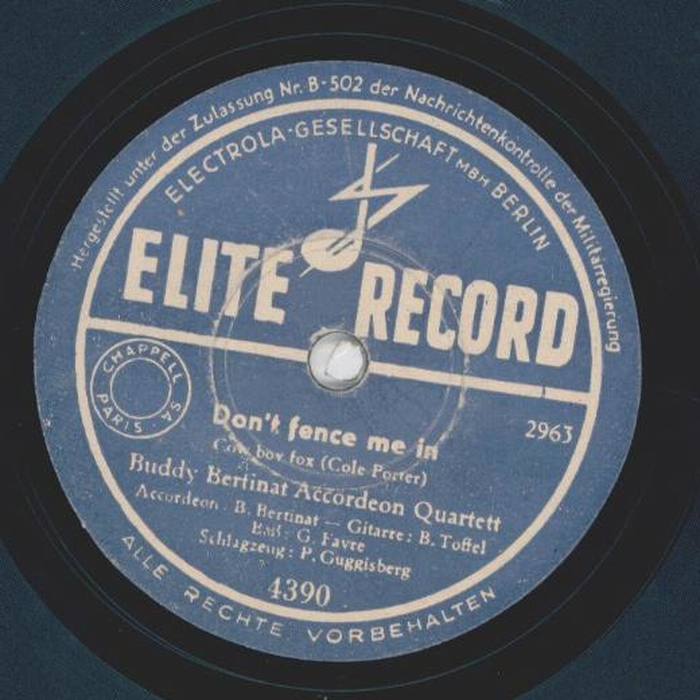 Hergestellt unter der Zulassung Nr. B-502 der Nachrichtenkontrolle der Militärregierung
ELECTROLA-GESELLSCHAFT MBH BERLIN
ELITE RECORD
CHAPPELL SA
PARIS
2963
Don't fence me in
Cow boy fox (Cole Porter)
Buddy Bertinat Accordeon Quartett
Accordeon: B. Bertinat — Gitarre: B. Toffel
G. Favre
Schlagzeug: P. Guggisberg
4390
ALLE RECHTE VORBEHALTEN